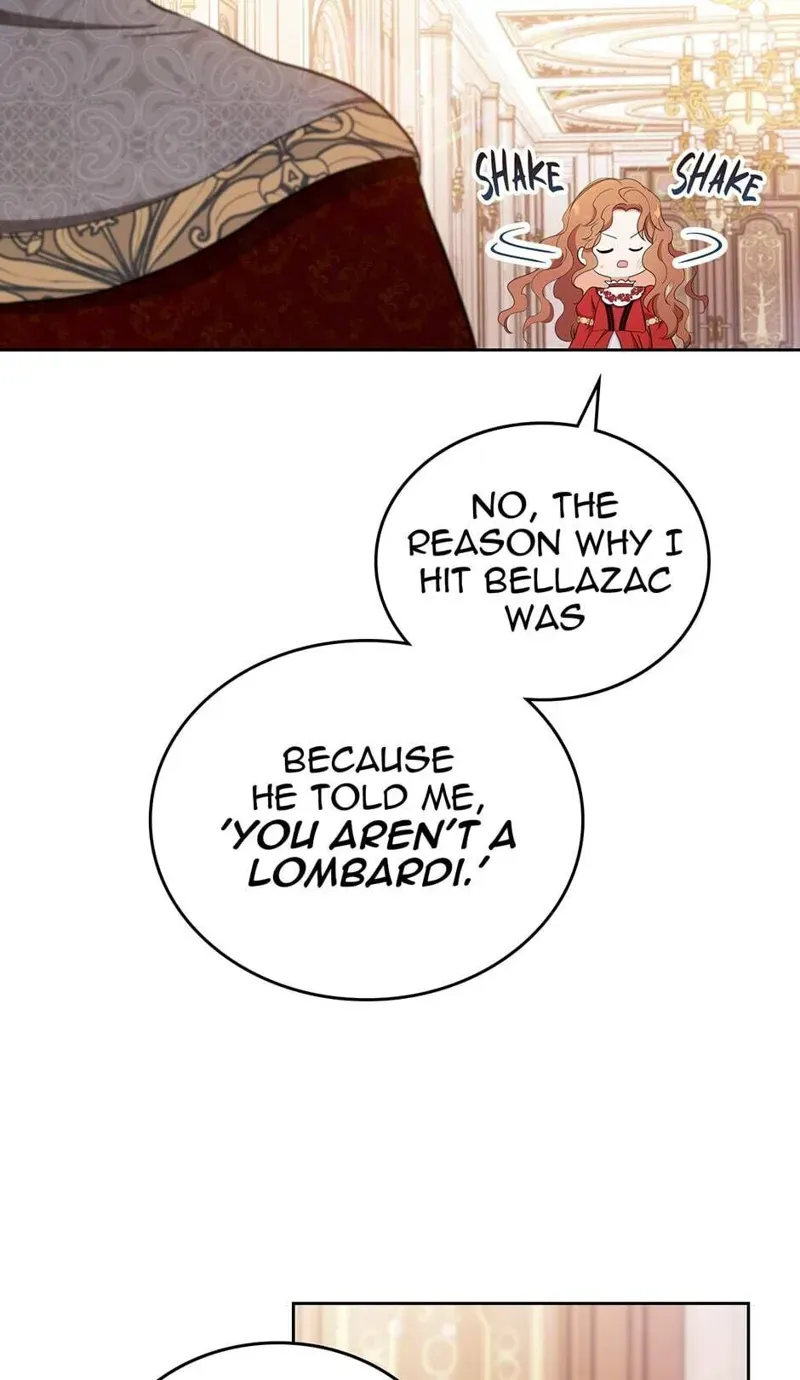 SHAKE
SHAKE
NO, THE
REASON WHY I
HIT BELLAZAC
WAS
BECAUSE
HE TOLD ME,
'YOU AREN'T A
LOMBARDI.'